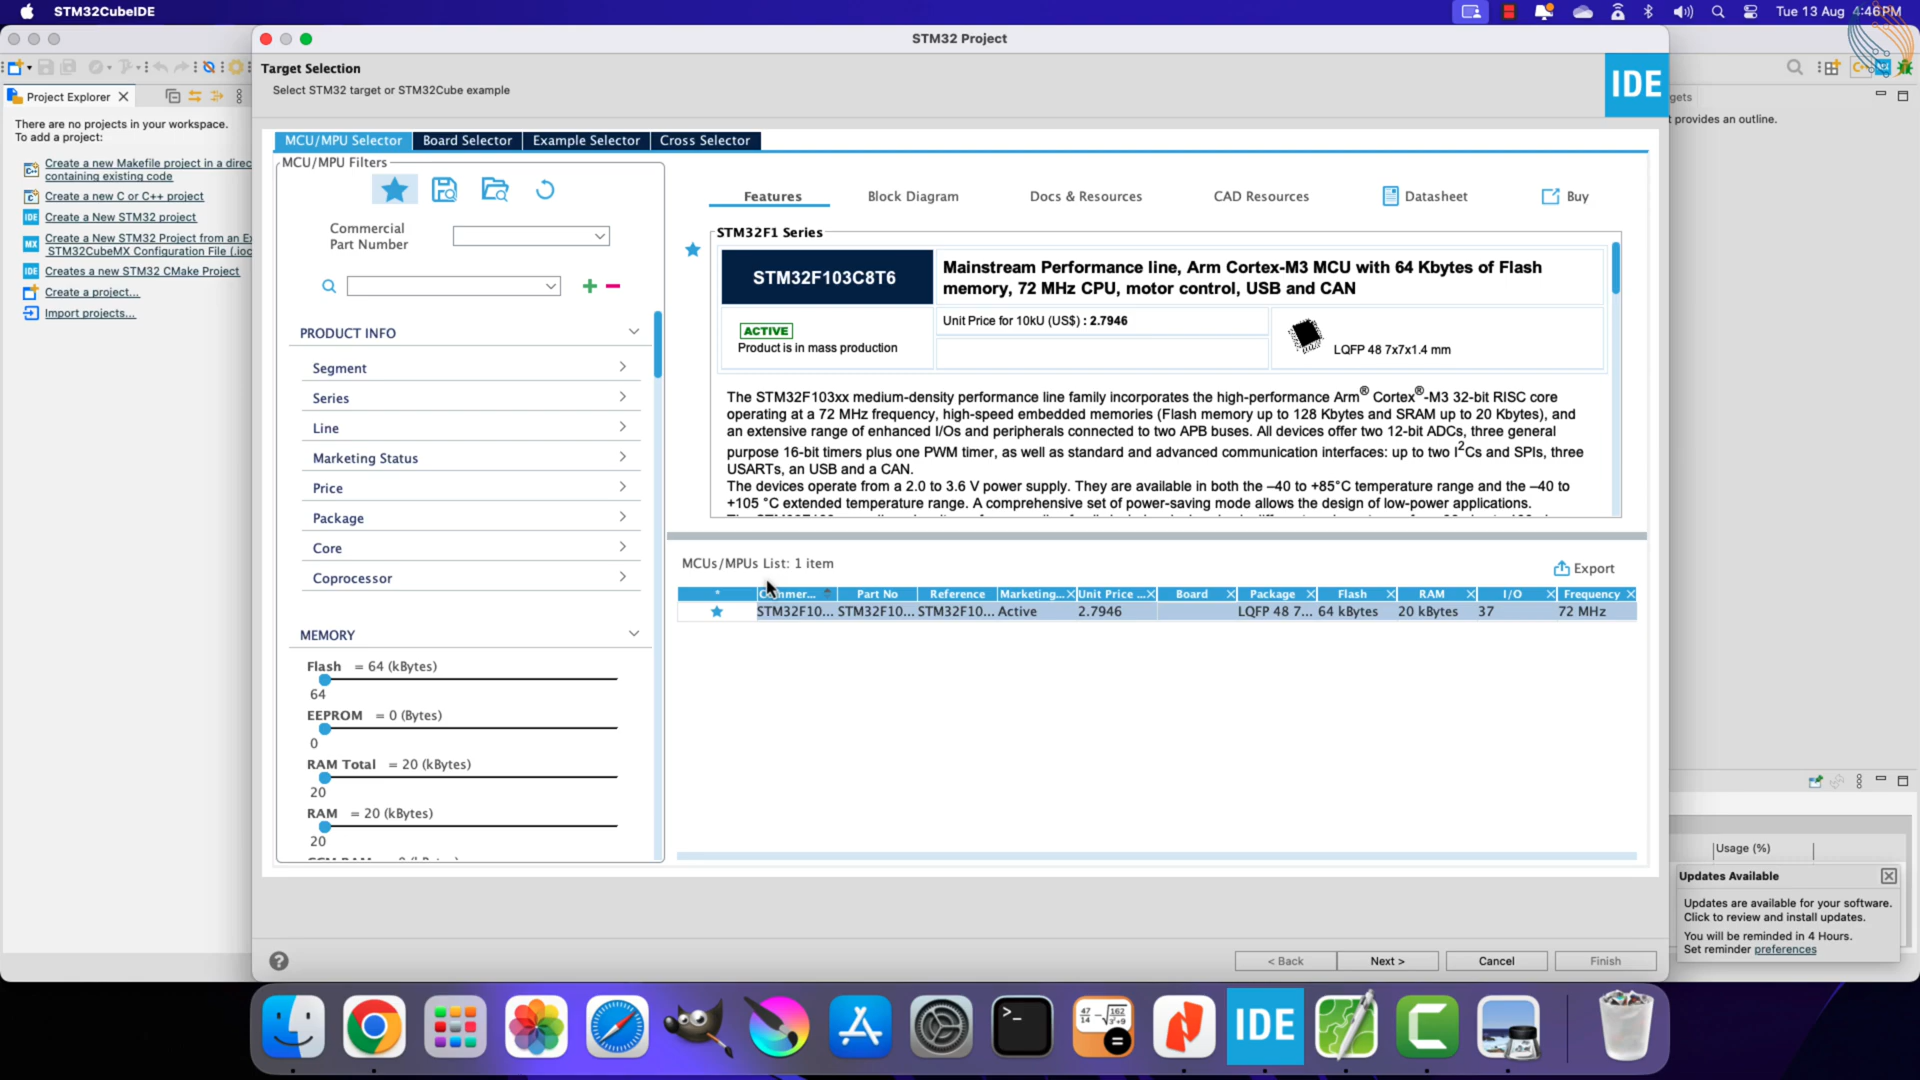 STM32CubeIDE
Tue 13 Aug 4:46PM
STM32 Project
Target Selection
Select STM32 target or STM32Cube example
IDE
Project Explorer
There are no projects in your workspace.
To add a project:
Create a new Makefile project in a direc
containing existing code
Create a new C or C++ project
IDE Create a New STM32 project
MX Create a New STM32 Project from an Ex
STM32CubeMX Configuration File (.ioc
IDE Creates a new STM32 CMake Project
Create a project...
Import projects...
MCU/MPU Selector
Board Selector
Example Selector
Cross Selector
MCU/MPU Filters
Commercial
Part Number
PRODUCT INFO
Segment
Series
Line
Marketing Status
Price
Package
Core
Coprocessor
MEMORY
Flash = 64 (kBytes)
64
EEPROM = 0 (Bytes)
0
RAM Total = 20 (kBytes)
20
RAM = 20 (kBytes)
20
Features
Block Diagram
Docs & Resources
CAD Resources
Datasheet
Buy
STM32F1 Series
STM32F103C8T6
Mainstream Performance line, Arm Cortex-M3 MCU with 64 Kbytes of Flash
memory, 72 MHz CPU, motor control, USB and CAN
ACTIVE
Product is in mass production
Unit Price for 10kU (US$) : 2.7946
LQFP 48 7x7x1.4 mm
The STM32F103xx medium-density performance line family incorporates the high-performance Arm® Cortex®-M3 32-bit RISC core
operating at a 72 MHz frequency, high-speed embedded memories (Flash memory up to 128 Kbytes and SRAM up to 20 Kbytes), and
an extensive range of enhanced I/Os and peripherals connected to two APB buses. All devices offer two 12-bit ADCs, three general
purpose 16-bit timers plus one PWM timer, as well as standard and advanced communication interfaces: up to two I²Cs and SPIs, three
USARTs, an USB and a CAN.
The devices operate from a 2.0 to 3.6 V power supply. They are available in both the –40 to +85°C temperature range and the –40 to
+105 °C extended temperature range. A comprehensive set of power-saving mode allows the design of low-power applications.
MCUs/MPUs List: 1 item
Export
* Commer... Part No Reference Marketing... Unit Price ... Board Package Flash RAM I/O Frequency
STM32F10... STM32F10... STM32F10... Active 2.7946 LQFP 48 7... 64 kBytes 20 kBytes 37 72 MHz
gets
t provides an outline.
Usage (%)
Updates Available
Updates are available for your software.
Click to review and install updates.
You will be reminded in 4 Hours.
Set reminder preferences
< Back
Next >
Cancel
Finish
IDE